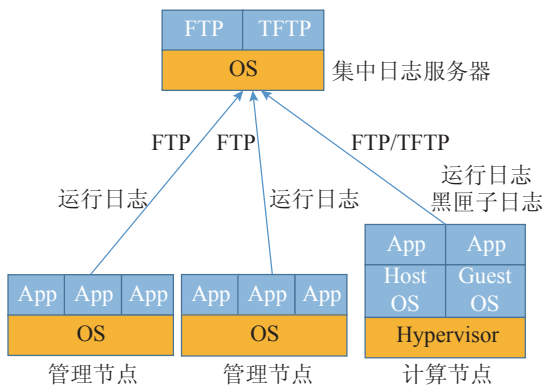 FTP TFTP
OS
集中日志服务器
FTP FTP FTP/TFTP
运行日志 运行日志 运行日志
黑匣子日志
App App
Host OS Guest OS
App App App App App App
OS OS Hypervisor
管理节点 管理节点 计算节点